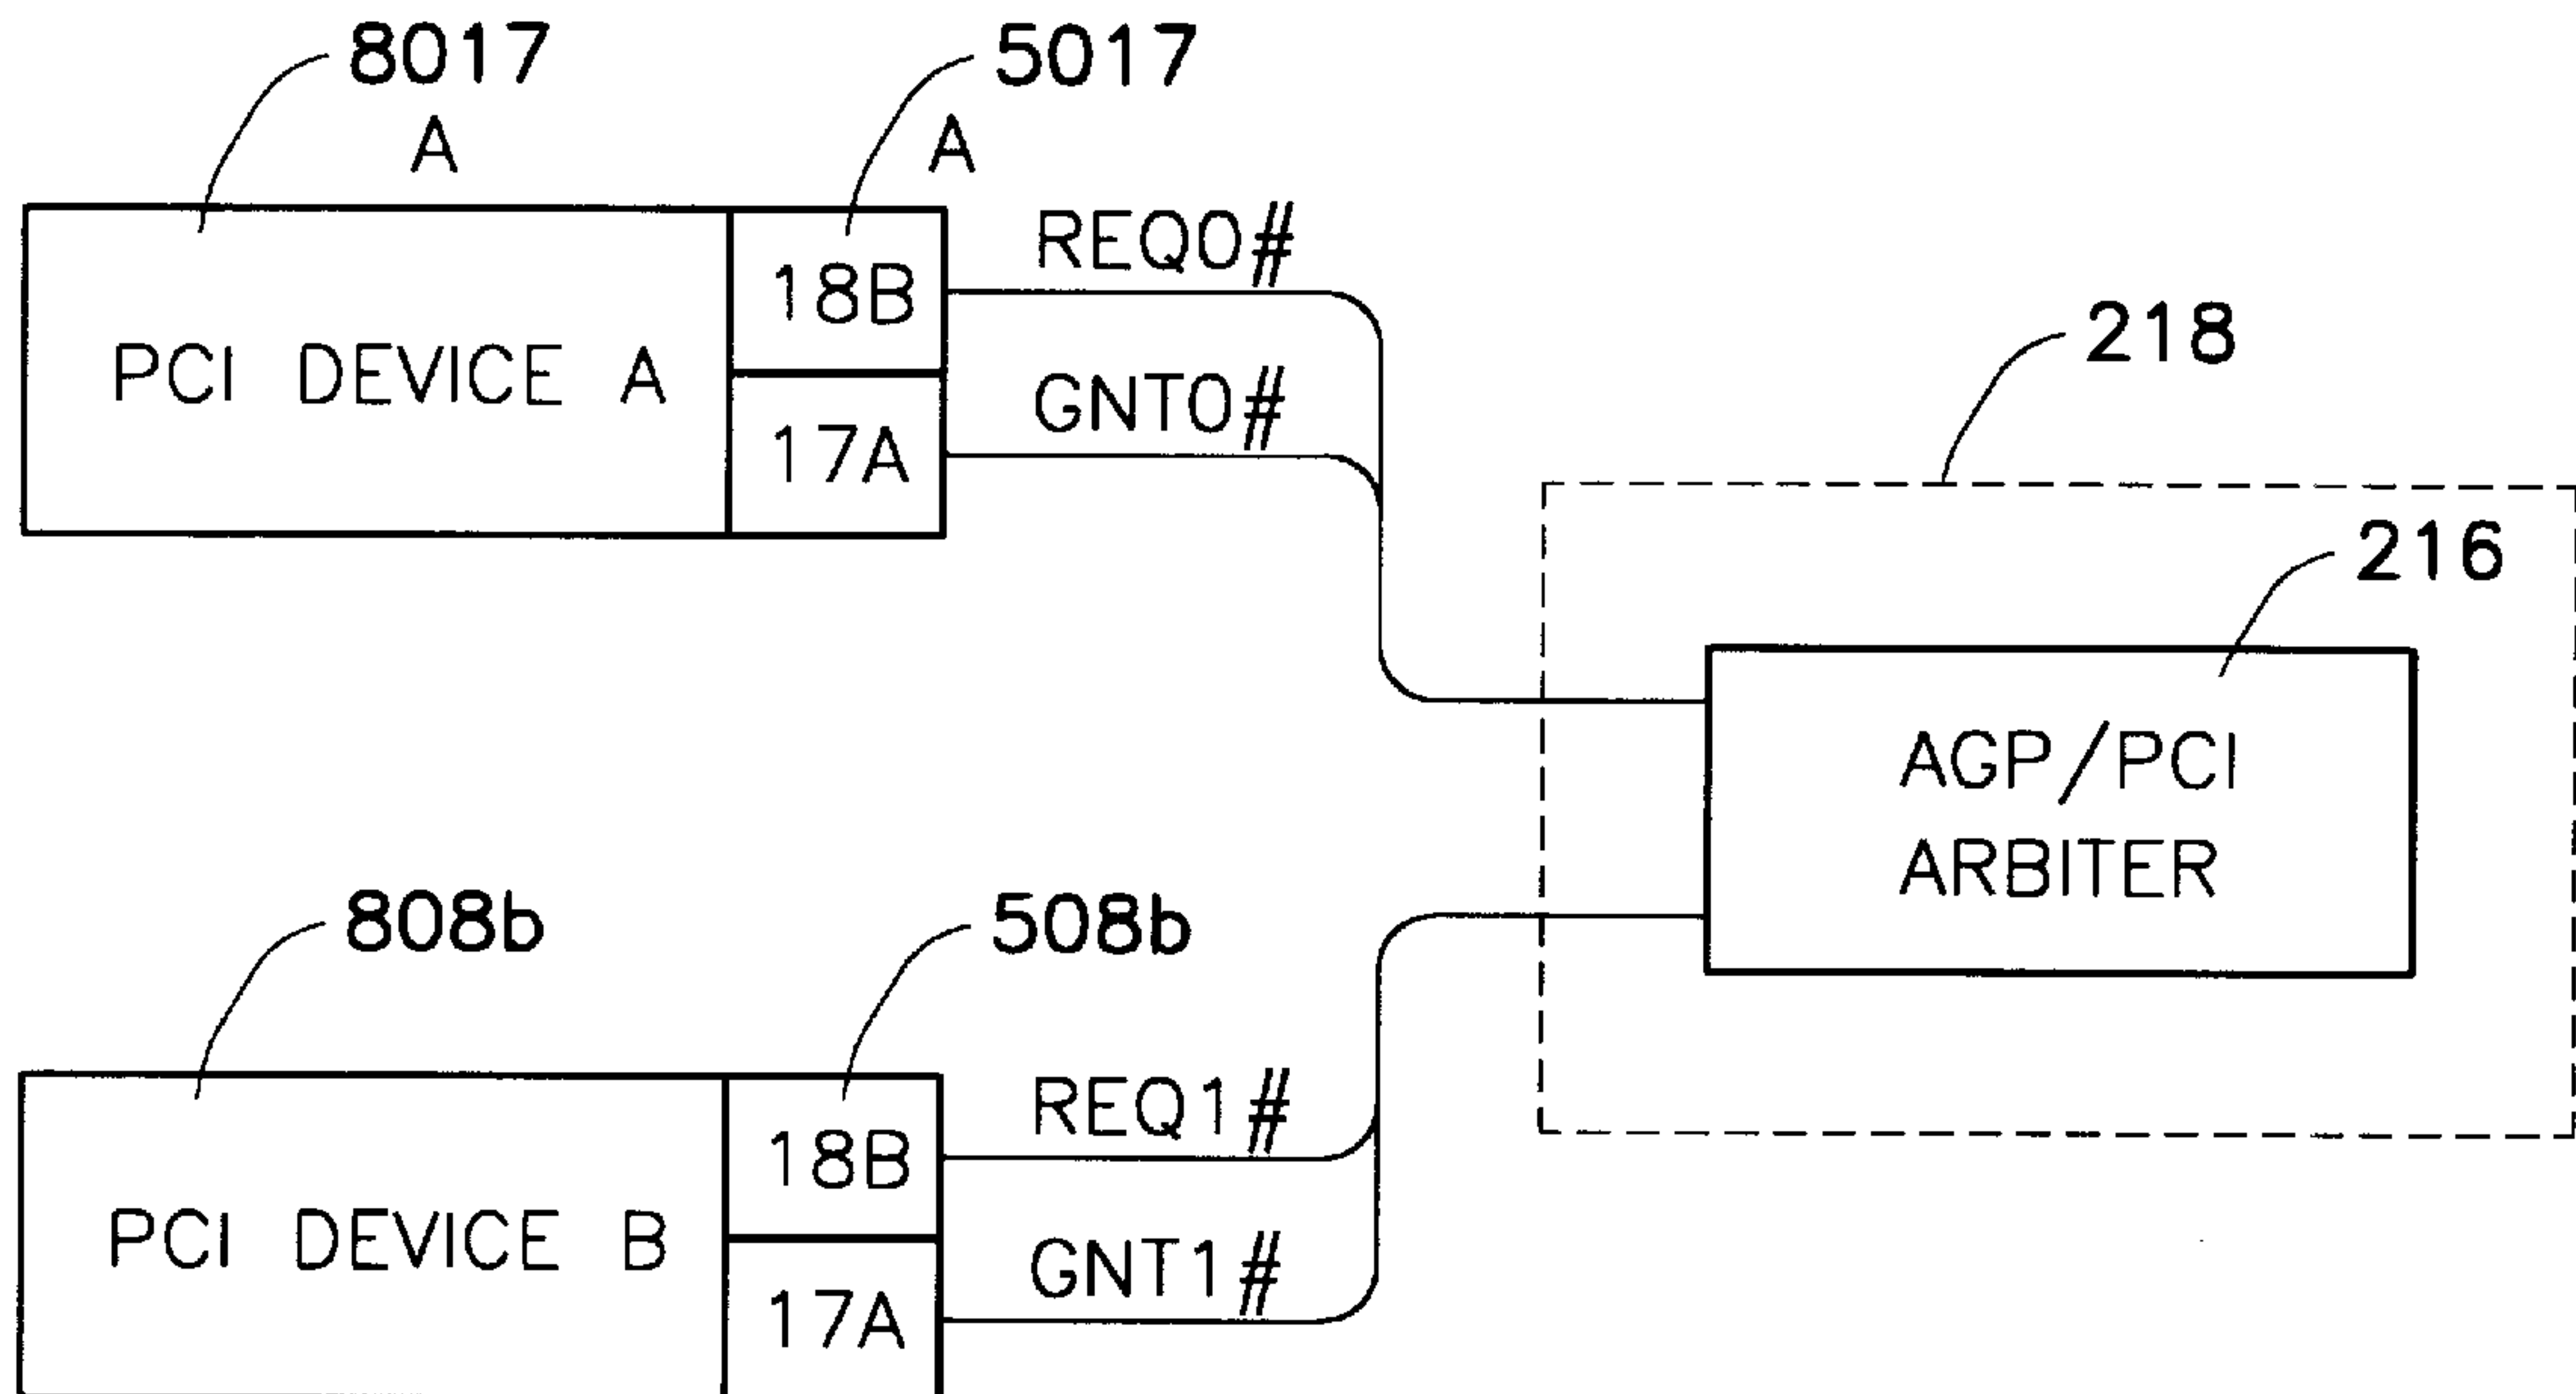 8017
A
5017
A
PCI DEVICE A
18B
17A
REQ0#
GNT0#
218
216
AGP/PCI
ARBITER
808b
508b
PCI DEVICE B
18B
17A
REQ1#
GNT1#